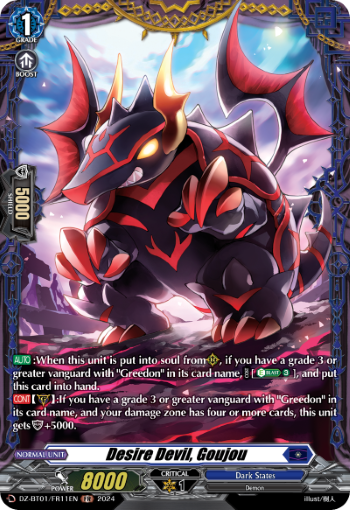 1
GRADE
BOOST
5000
SHIELD
AUTO :When this unit is put into soul from , if you have a grade 3 or
greater vanguard with "Greedon" in its card name, [ BLAST 3 ], and put
this card into hand.
CONT [ ]:If you have a grade 3 or greater vanguard with "Greedon" in
its card name, and your damage zone has four or more cards, this unit
gets +5000.
NORMAL UNIT
Desire Devil, Goujou
POWER 8000
CRITICAL
1
Dark States
Demon
DZ-BT01/FR11EN FR 2024
illust/樹人